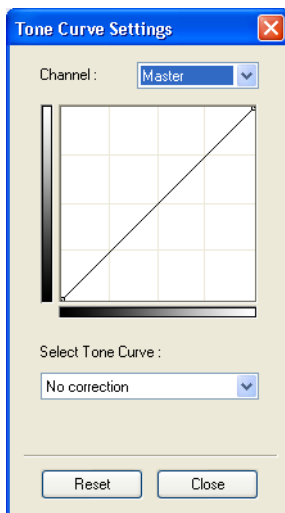 Tone Curve Settings
Channel : Master
Select Tone Curve :
No correction
Reset Close